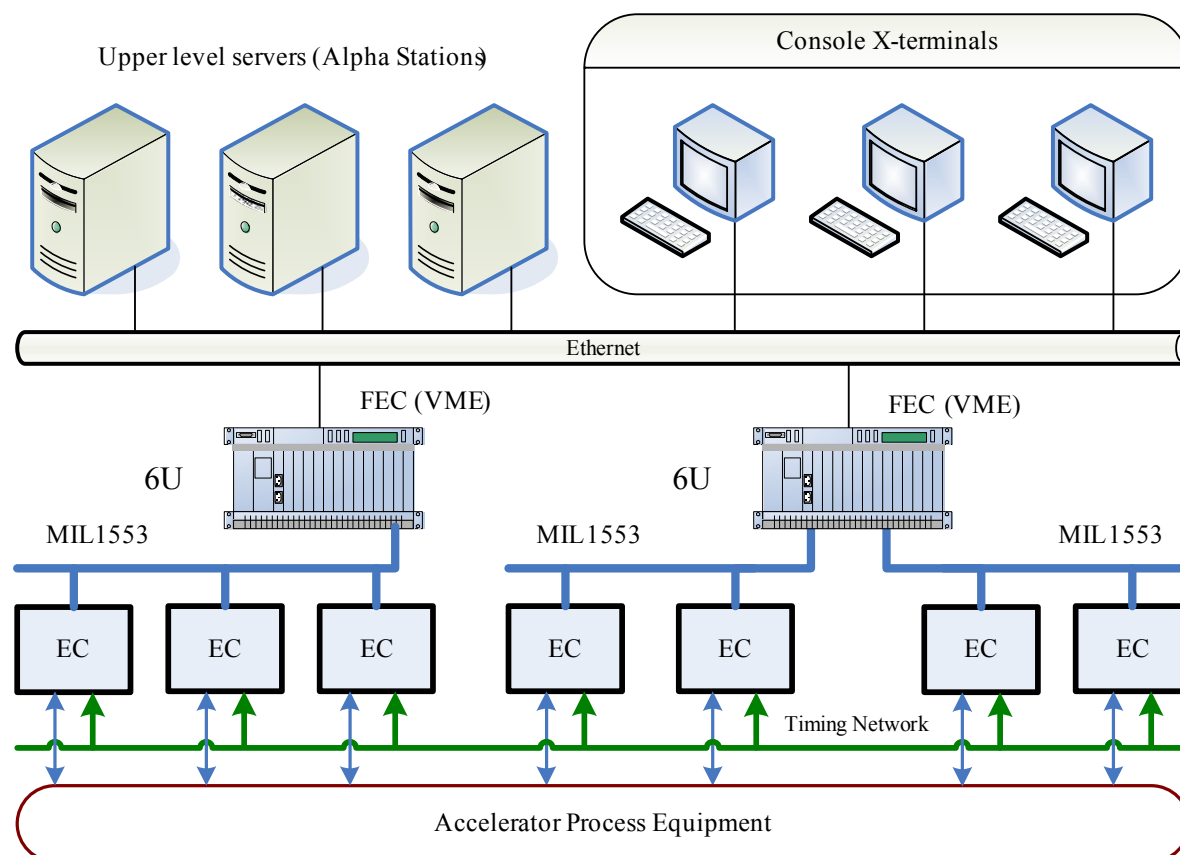 Upper level servers (Alpha Stations)
Console X-terminals
Ethernet
FEC (VME)
FEC (VME)
6U
6U
MIL1553
MIL1553
MIL1553
EC
EC
EC
EC
EC
EC
EC
Timing Network
Accelerator Process Equipment